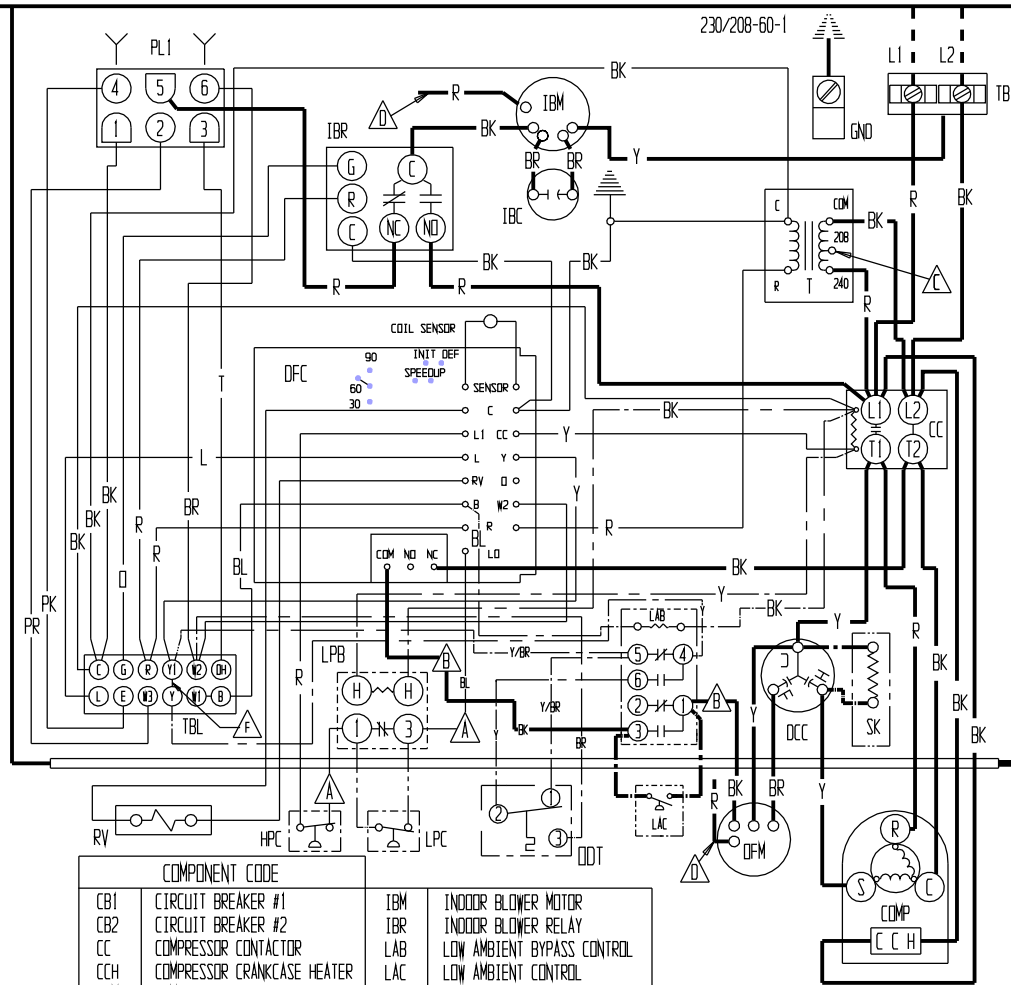 230/208-60-1
PL1
L1 L2
TB
4 5 6
1 2 3
BK
R
D
IBM
GND
IBR
BK
G
R
C
C
NC NO
BR BR
IBC
Y
R
BK
C COM
BK
208
R T 240
C
R
BK
BK
R
R
COIL SENSOR
90
INIT DEF
SPEEDUP
60
30
DFC
SENSOR
C
L1 CC
L Y
RV O
B W2
R
LO
BL
COM NO NC
T
L
BR
BK
BK
R
R
O
BL
PK
PR
BK
Y
Y
R
L1 L2
T1 T2
CC
BK
Y
BK
Y
LAB
5 4
6
2 1
3
Y/BR
Y/BR
BL
B
B
Y
BK
BR
R
LPB
H H
1 3
A
A
C G R Y1 W2 OH
L E W3 Y W1 B
TBL
F
Y
C
F H
DCC
SK
R
BK
BK
BK
RV
HPC
LPC
2
1
3
ODT
LAC
R
BK
BR
Y
D
OFM
R
S C
COMP
CCH
COMPONENT CODE
CB1 CIRCUIT BREAKER #1 IBM INDOOR BLOWER MOTOR
CB2 CIRCUIT BREAKER #2 IBR INDOOR BLOWER RELAY
CC COMPRESSOR CONTACTOR LAB LOW AMBIENT BYPASS CONTROL
CCH COMPRESSOR CRANKCASE HEATER LAC LOW AMBIENT CONTROL